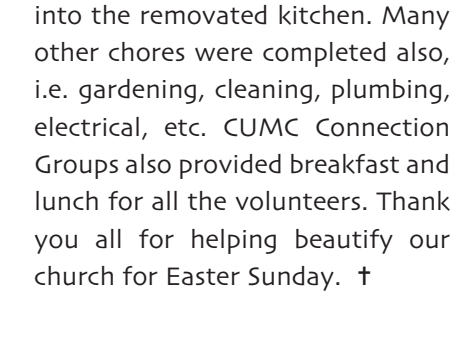 into the removated kitchen. Many
other chores were completed also,
i.e. gardening, cleaning, plumbing,
electrical, etc. CUMC Connection
Groups also provided breakfast and
lunch for all the volunteers. Thank
you all for helping beautify our
church for Easter Sunday. ✝